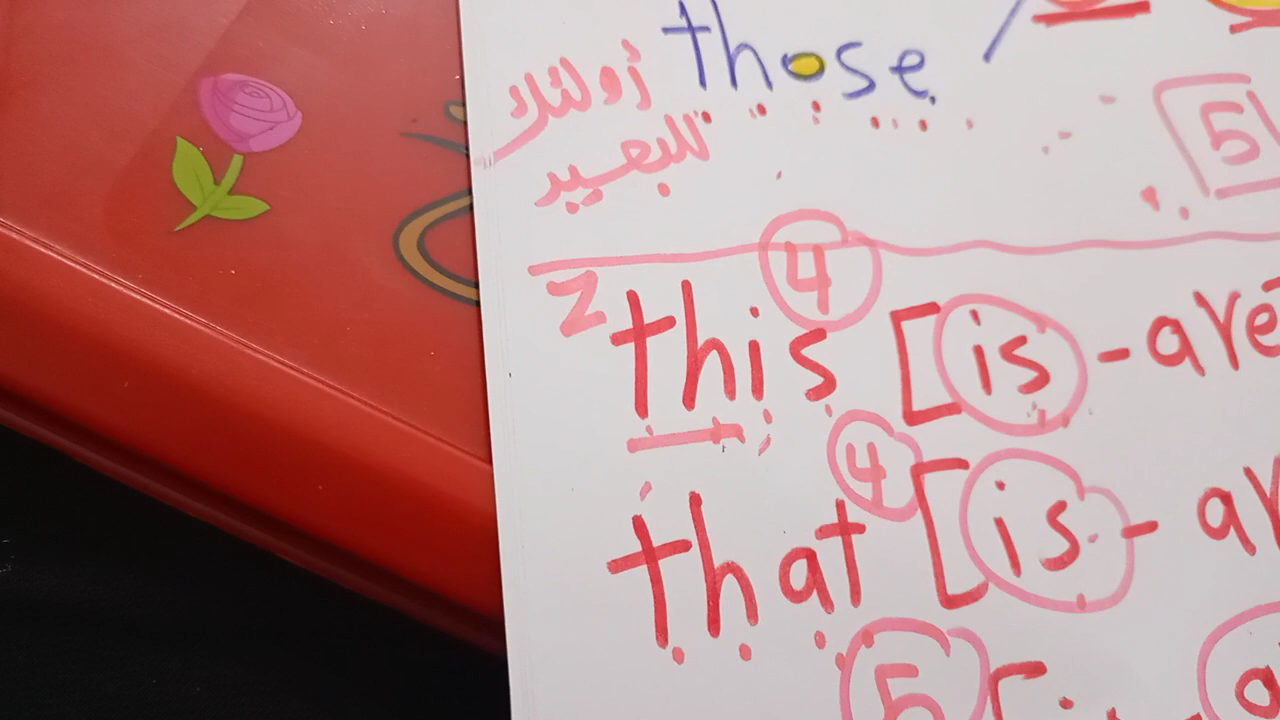 those /
أولئك
للبعيد
5
z
this 4 [is - are
that 4 [is - ar
5 [